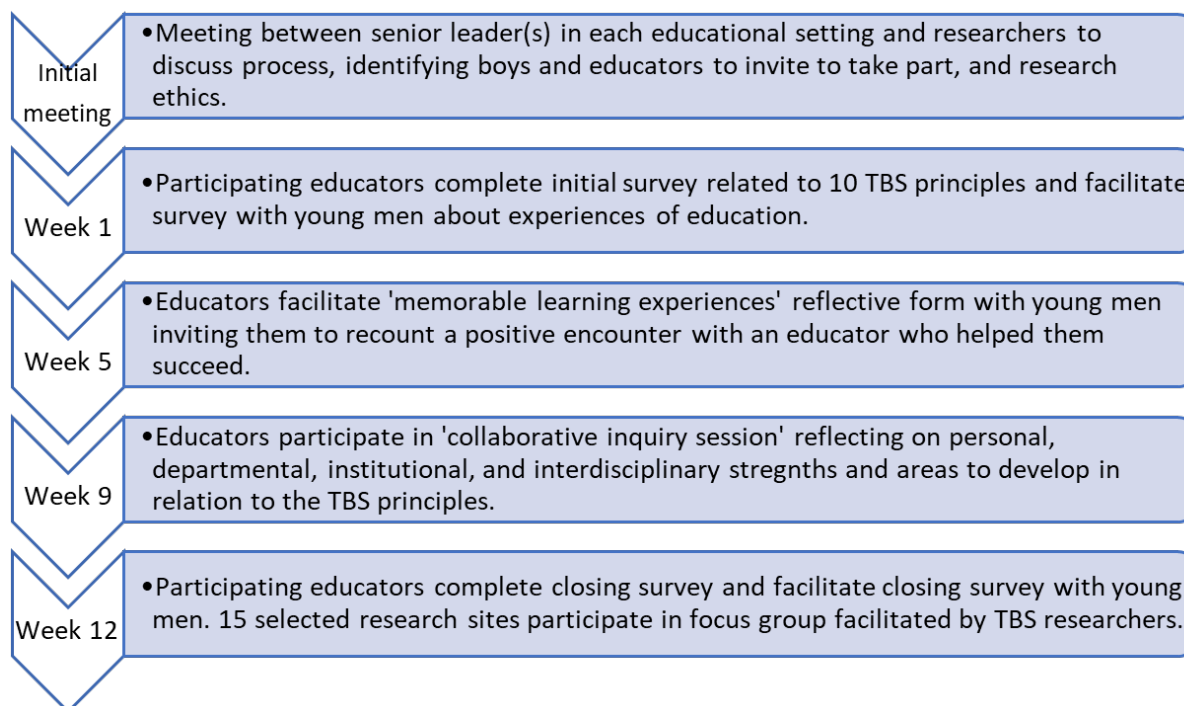 Initial
meeting
•Meeting between senior leader(s) in each educational setting and researchers to
discuss process, identifying boys and educators to invite to take part, and research
ethics.
Week 1
•Participating educators complete initial survey related to 10 TBS principles and facilitate
survey with young men about experiences of education.
Week 5
•Educators facilitate 'memorable learning experiences' reflective form with young men
inviting them to recount a positive encounter with an educator who helped them
succeed.
Week 9
•Educators participate in 'collaborative inquiry session' reflecting on personal,
departmental, institutional, and interdisciplinary stregnths and areas to develop in
relation to the TBS principles.
Week 12
•Participating educators complete closing survey and facilitate closing survey with young
men. 15 selected research sites participate in focus group facilitated by TBS researchers.